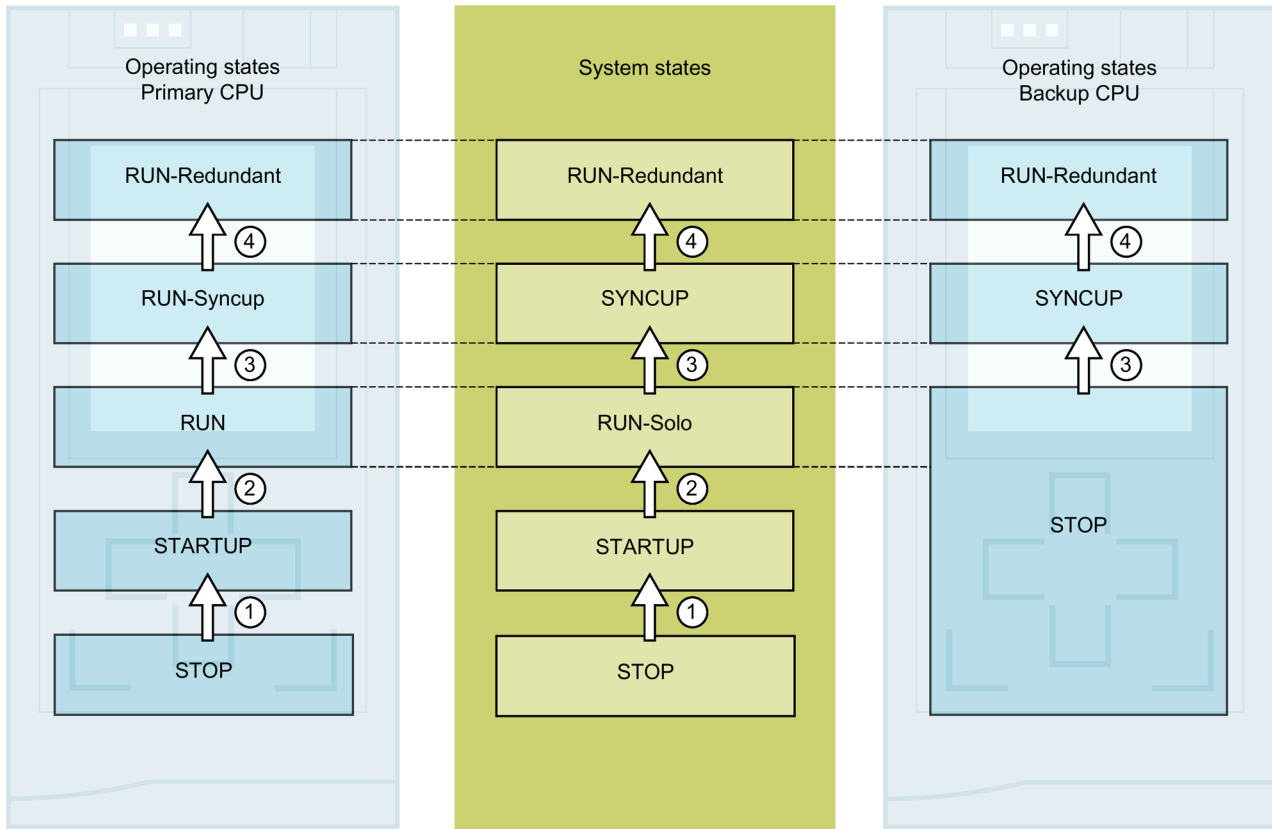 Operating states
Primary CPU
RUN-Redundant
4
RUN-Syncup
3
RUN
2
STARTUP
1
STOP
System states
RUN-Redundant
4
SYNCUP
3
RUN-Solo
2
STARTUP
1
STOP
Operating states
Backup CPU
RUN-Redundant
4
SYNCUP
3
STOP